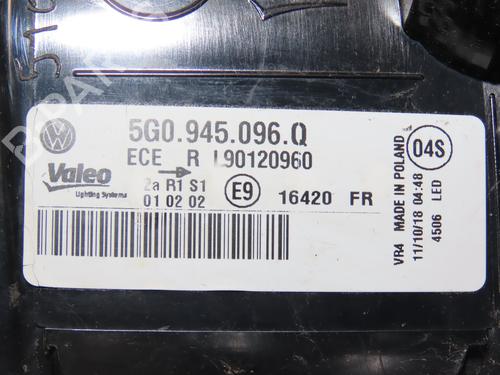 5G0.945.096.Q
ECE R L90120960
Valeo
Lighting Systems
2a R1 S1
01 02 02
E9
16420 FR
04S
VR4 MADE IN POLAND
11/10/18 04:48
4506 LED